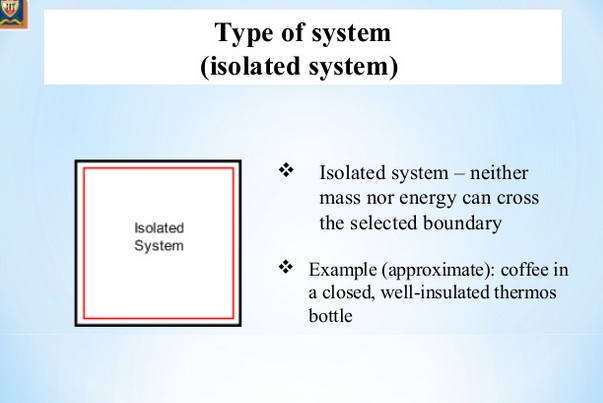 Type of system
(isolated system)
Isolated
System
❖ Isolated system – neither
mass nor energy can cross
the selected boundary
❖ Example (approximate): coffee in
a closed, well-insulated thermos
bottle